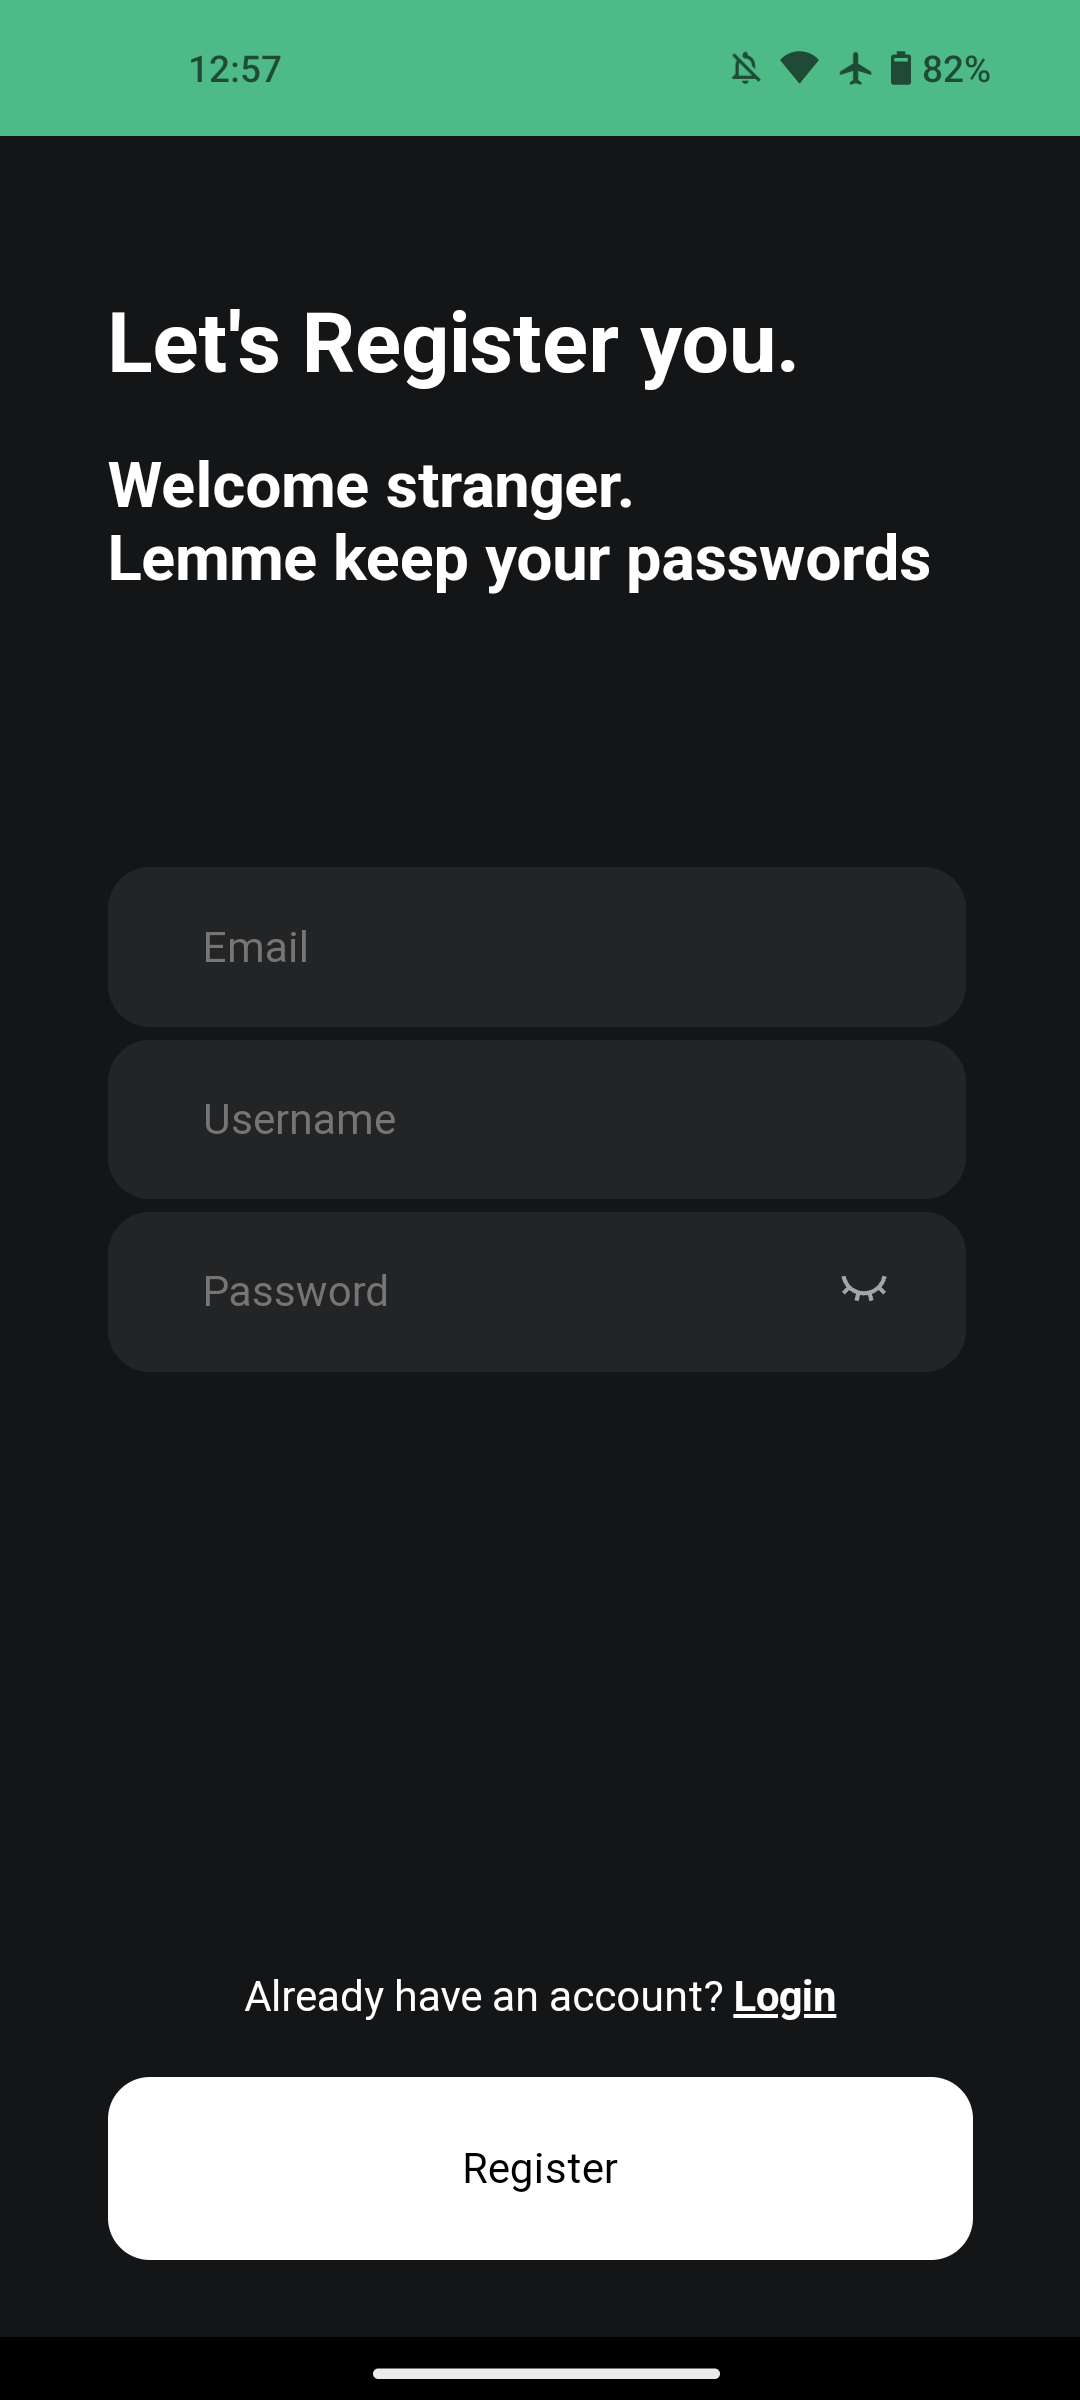 12:57 82%
Let's Register you.
Welcome stranger.
Lemme keep your passwords
Email
Username
Password
Already have an account? Login
Register